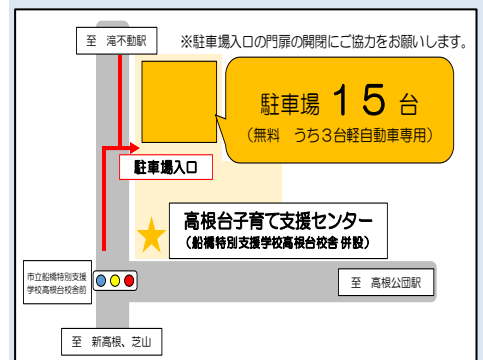 至 滝不動駅
※駐車場入口の門扉の開閉にご協力をお願いします。
駐車場 15 台
（無料 うち3台軽自動車専用）
駐車場入口
高根台子育て支援センター
（船橋特別支援学校高根台校舎 併設）
市立船橋特別支援
学校高根台校舎前
至 高根公団駅
至 新高根、芝山